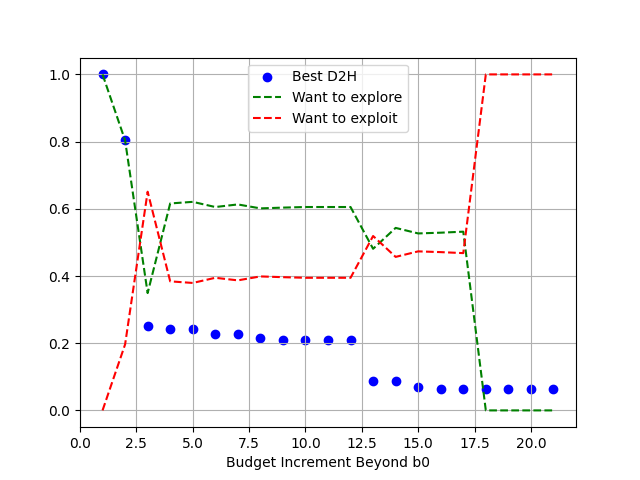 Best D2H
Want to explore
Want to exploit
1.0
0.8
0.6
0.4
0.2
0.0
0.0 2.5 5.0 7.5 10.0 12.5 15.0 17.5 20.0
Budget Increment Beyond b0